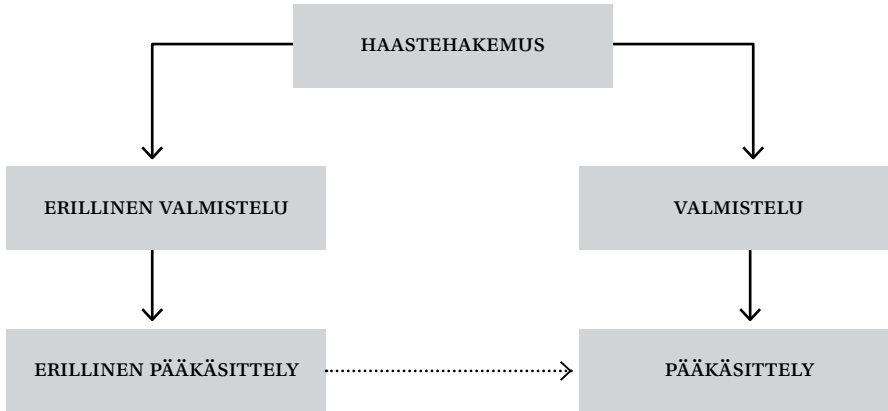 HAASTEHAKEMUS
ERILLINEN VALMISTELU
VALMISTELU
ERILLINEN PÄÄKÄSITTELY
PÄÄKÄSITTELY